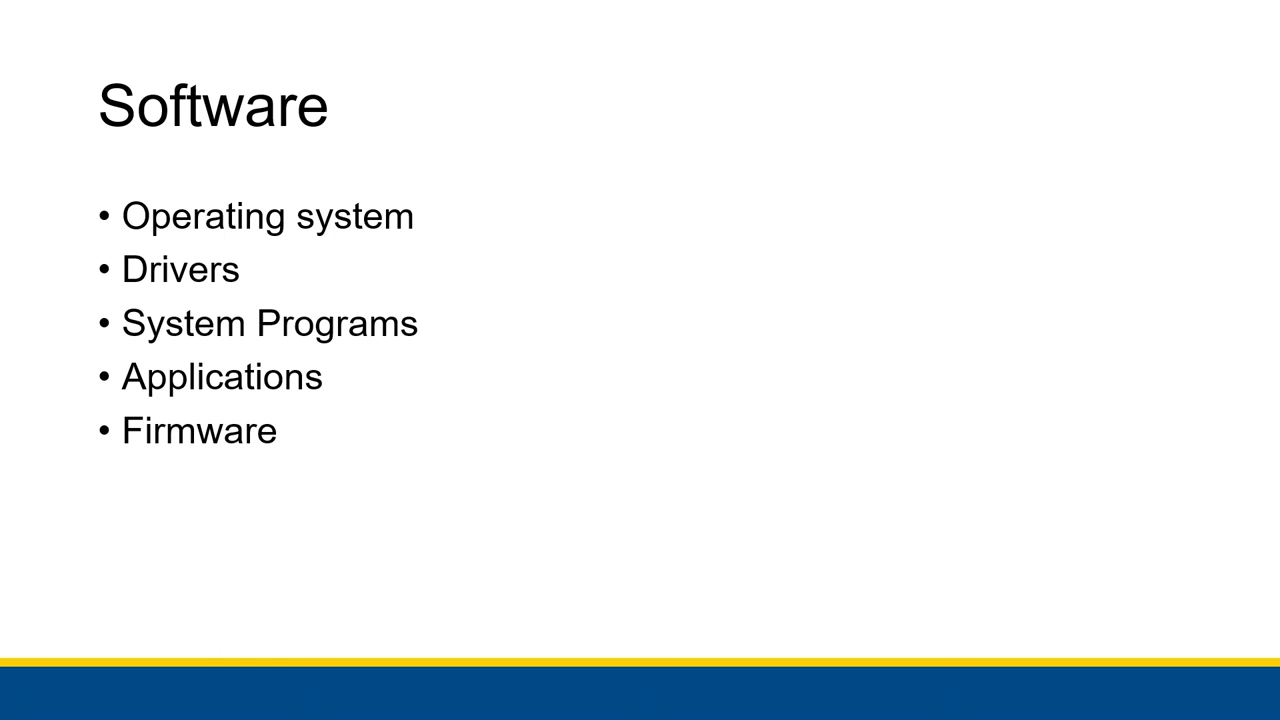 Software
• Operating system
• Drivers
• System Programs
• Applications
• Firmware